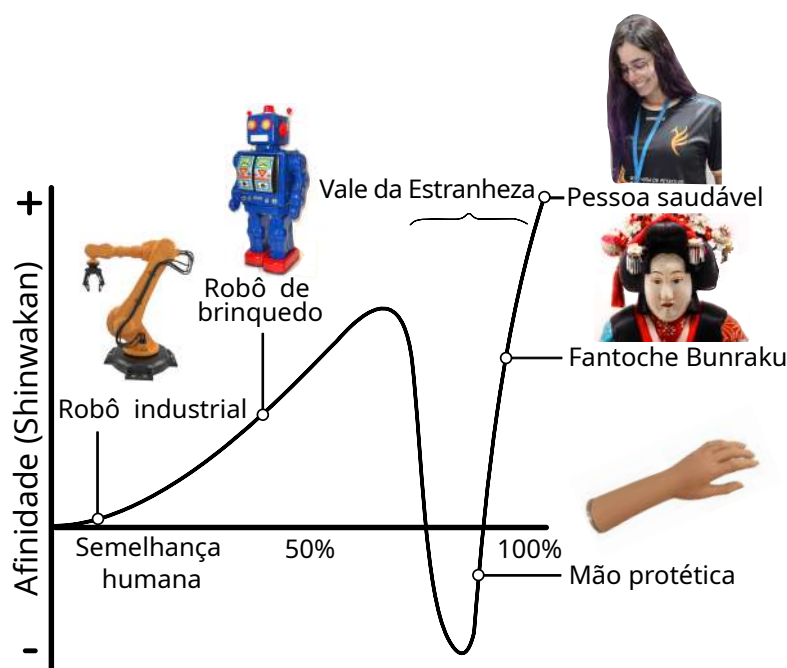 Vale da Estranheza
Pessoa saudável
Robô de
brinquedo
Fantoche Bunraku
Robô industrial
Afinidade (Shinwakan)
+
-
Semelhança
humana
50%
100%
Mão protética